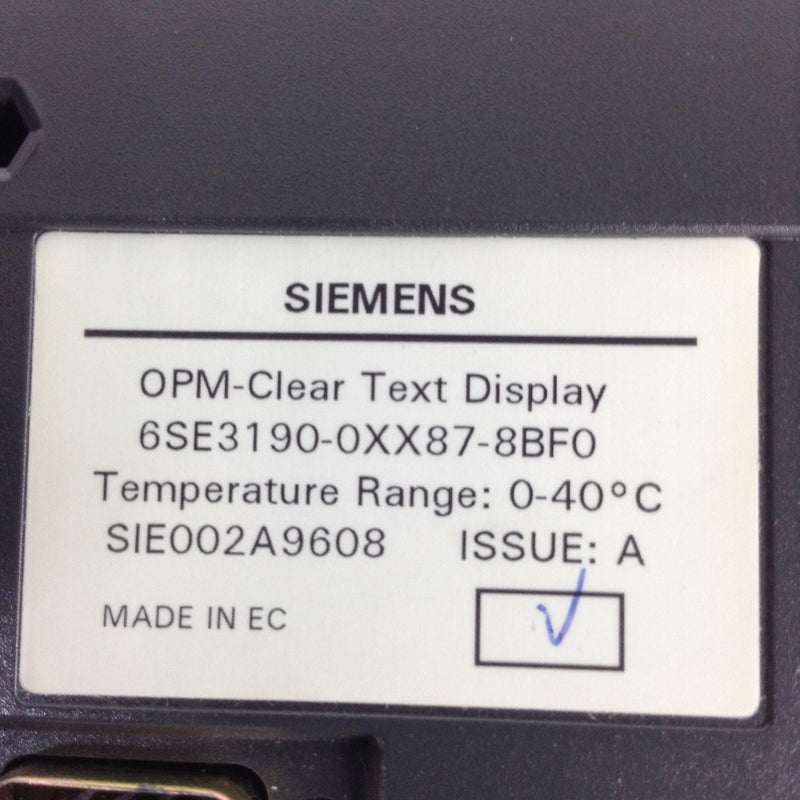 SIEMENS
OPM-Clear Text Display
6SE3190-0XX87-8BF0
Temperature Range: 0-40°C
SIE002A9608 ISSUE: A
MADE IN EC